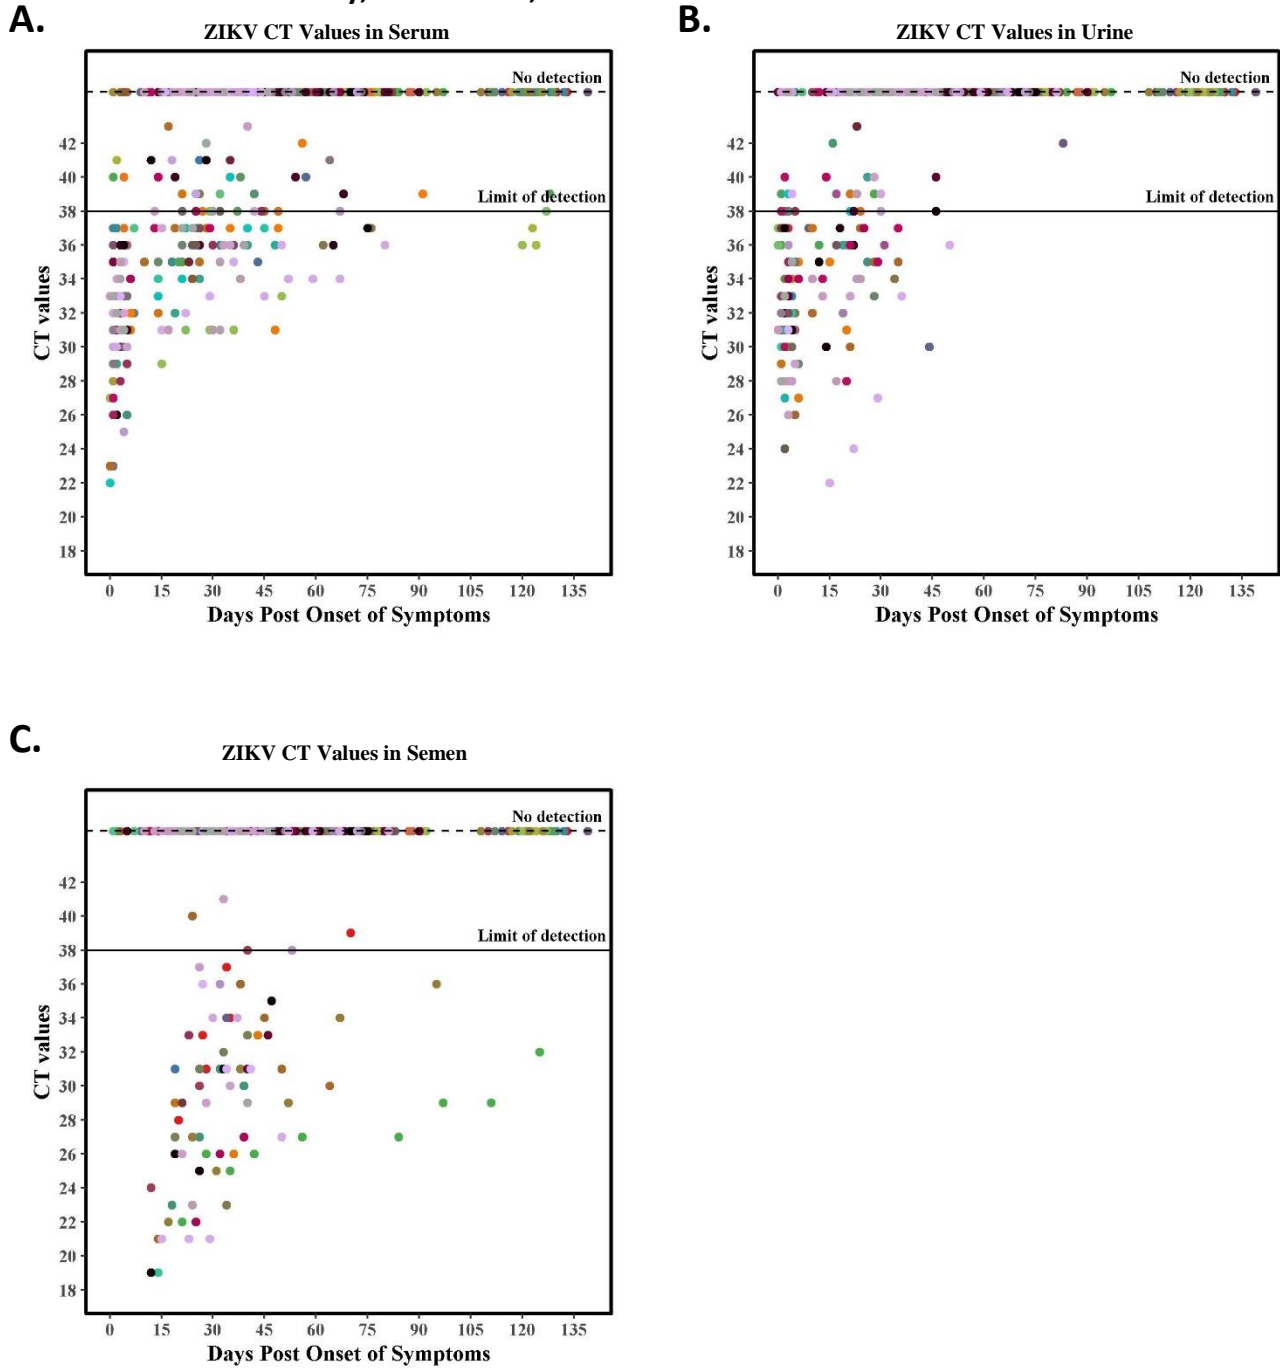 A.
ZIKV CT Values in Serum
No detection
Limit of detection
42
40
38
36
34
32
30
28
26
24
22
20
18
CT values
0 15 30 45 60 75 90 105 120 135
Days Post Onset of Symptoms
B.
ZIKV CT Values in Urine
No detection
Limit of detection
42
40
38
36
34
32
30
28
26
24
22
20
18
CT values
0 15 30 45 60 75 90 105 120 135
Days Post Onset of Symptoms
C.
ZIKV CT Values in Semen
No detection
Limit of detection
42
40
38
36
34
32
30
28
26
24
22
20
18
CT values
0 15 30 45 60 75 90 105 120 135
Days Post Onset of Symptoms